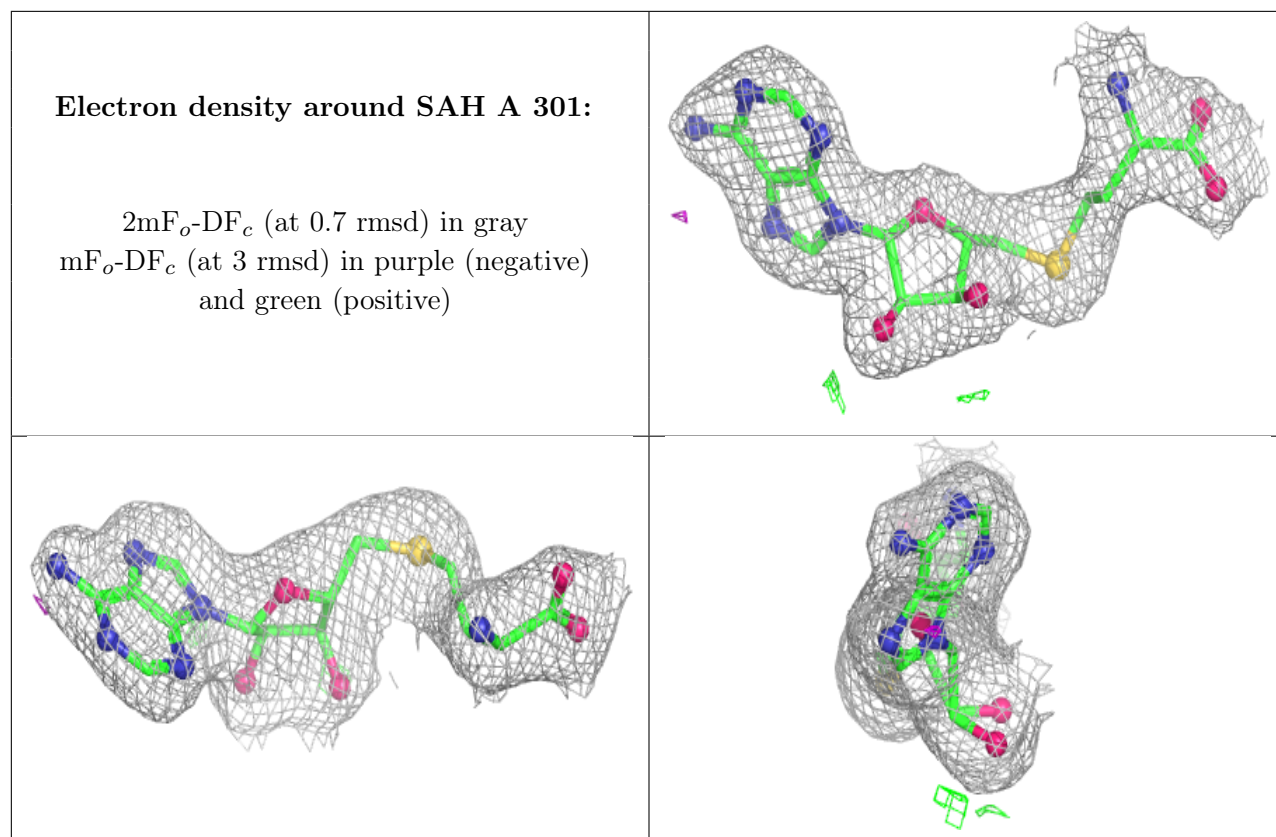 Electron density around SAH A 301:
2mFo-DFc (at 0.7 rmsd) in gray
mFo-DFc (at 3 rmsd) in purple (negative)
and green (positive)